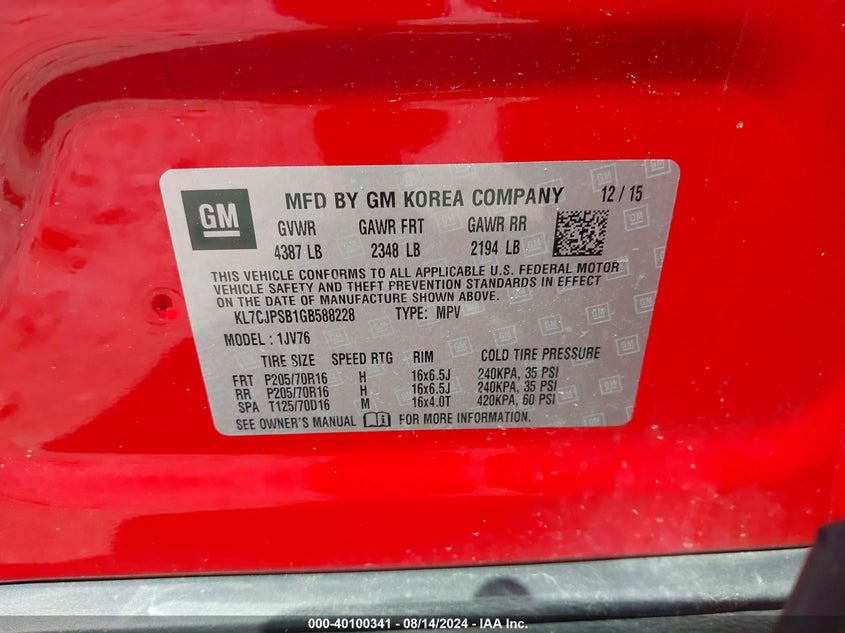 GM
MFD BY GM KOREA COMPANY 12 / 15
GVWR GAWR FRT GAWR RR
4387 LB 2348 LB 2194 LB
THIS VEHICLE CONFORMS TO ALL APPLICABLE U.S. FEDERAL MOTOR
VEHICLE SAFETY AND THEFT PREVENTION STANDARDS IN EFFECT
ON THE DATE OF MANUFACTURE SHOWN ABOVE.
KL7CJPSB1GB588228 TYPE: MPV
MODEL : 1JV76
TIRE SIZE SPEED RTG RIM COLD TIRE PRESSURE
FRT P205/70R16 H 16x6.5J 240KPA, 35 PSI
RR P205/70R16 H 16x6.5J 240KPA, 35 PSI
SPA T125/70D16 M 16x4.0T 420KPA, 60 PSI
SEE OWNER'S MANUAL FOR MORE INFORMATION.
000-40100341 - 08/14/2024 - IAA Inc.